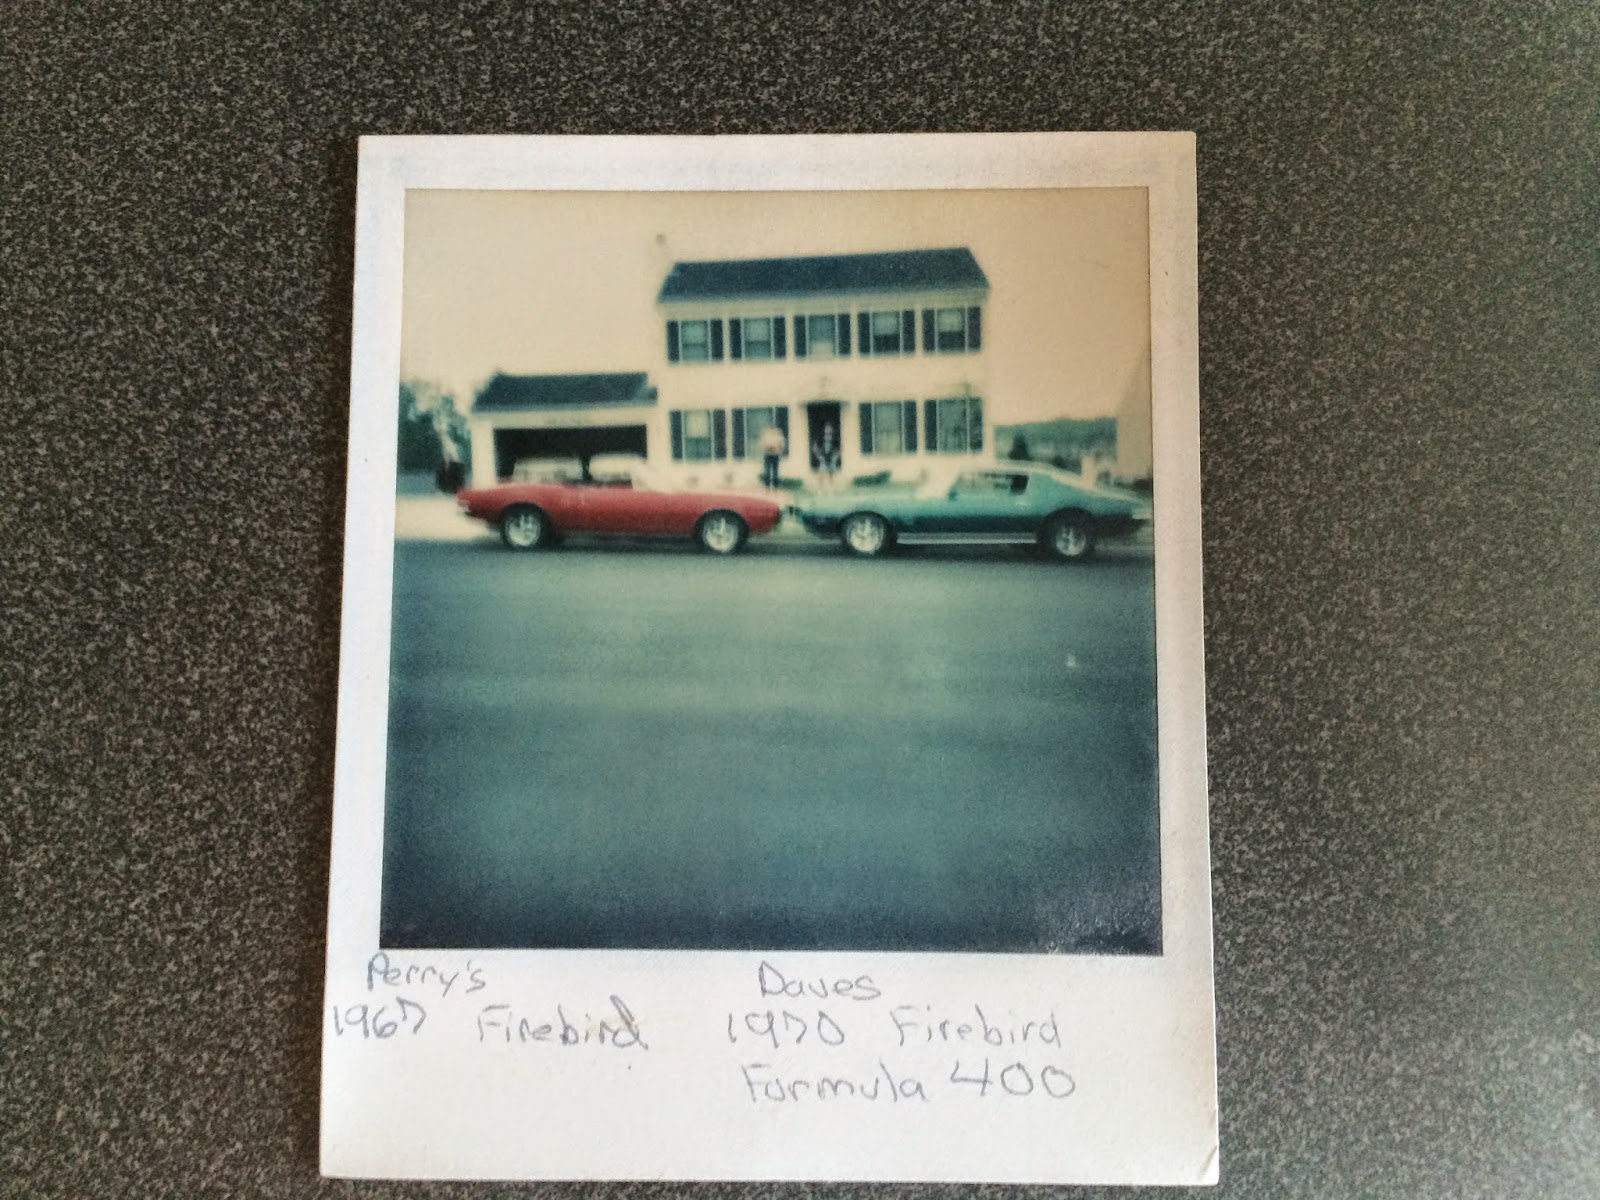 Perry's
1967 Firebird
Daves
1970 Firebird
Formula 400